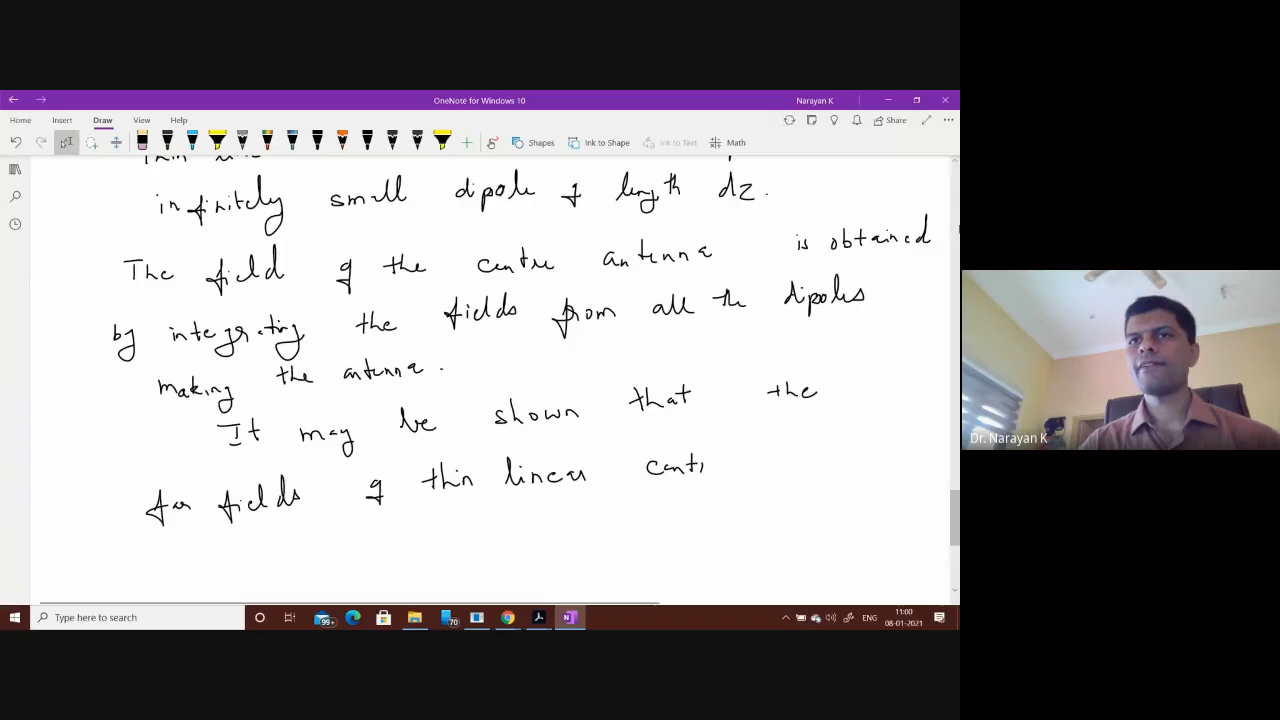 OneNote for Windows 10
Narayan K
Home Insert Draw View Help
Share
Shapes Ink to Shape Ink to Text Math
infinitely small dipole of length dz.
The field of the centre antenna is obtained
by integrating the fields from all the dipoles
making the antenna.
It may be shown that the
far fields of thin linear cent
Dr. Narayan K
Type here to search
99+
70
ENG
11:00
08-01-2021